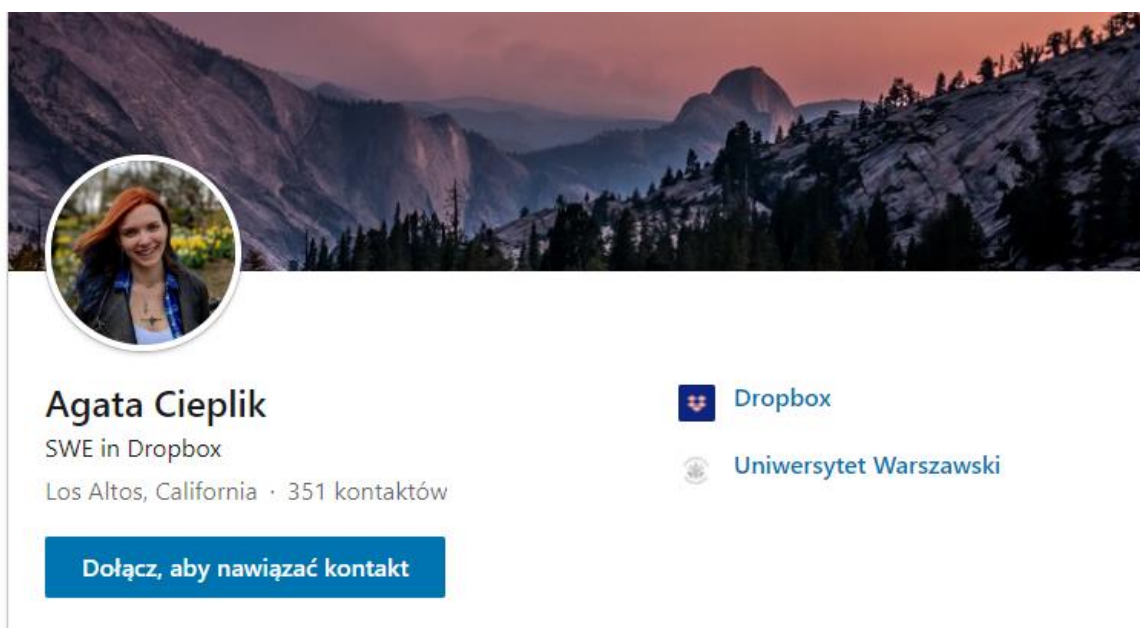 Agata Cieplik
SWE in Dropbox
Los Altos, California · 351 kontaktów
Dołącz, aby nawiązać kontakt
Dropbox
Uniwersytet Warszawski